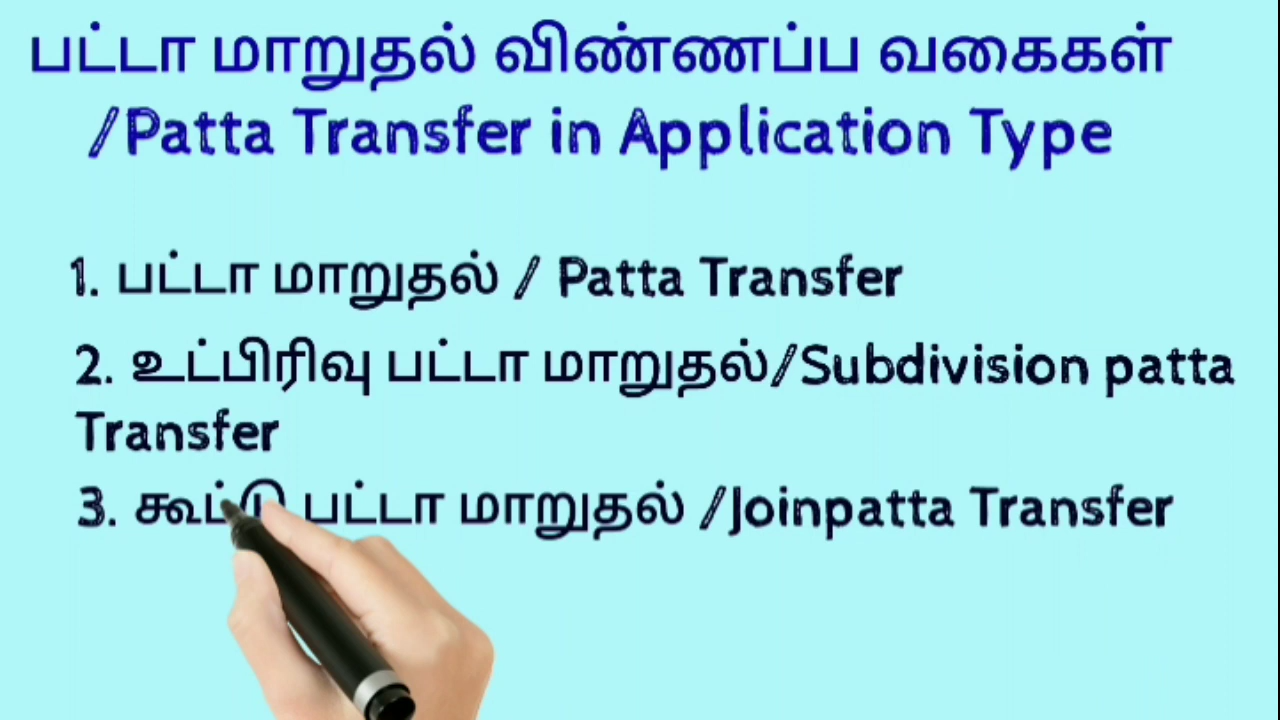 பட்டா மாறுதல் விண்ணப்ப வகைகள்
/Patta Transfer in Application Type
1. பட்டா மாறுதல் / Patta Transfer
2. உட்பிரிவு பட்டா மாறுதல்/Subdivision patta
Transfer
3. கூட்டு பட்டா மாறுதல் /Joinpatta Transfer